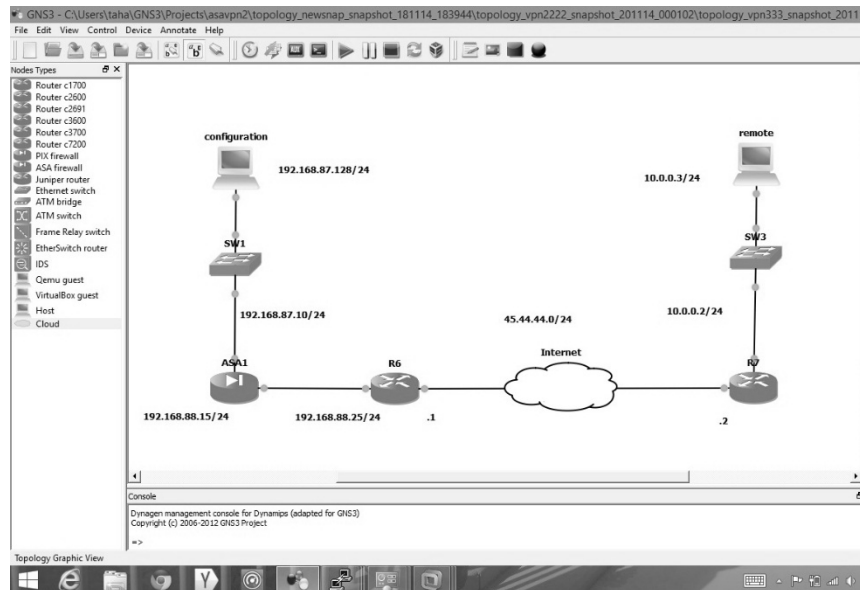 GNS3 - C:\Users\taha\GNS3\Projects\asavpn2\topology_newsnap_snapshot_181114_183944\topology_vpn2222_snapshot_201114_000102\topology_vpn333_snapshot_2011
File Edit View Control Device Annotate Help
Nodes Types
Router c1700
Router c2600
Router c2691
Router c3600
Router c3700
Router c7200
PIX firewall
ASA firewall
Juniper router
Ethernet switch
ATM bridge
ATM switch
Frame Relay switch
EtherSwitch router
IDS
Qemu guest
VirtualBox guest
Host
Cloud
configuration
remote
192.168.87.128/24
10.0.0.3/24
SW1
SW3
192.168.87.10/24
10.0.0.2/24
45.44.44.0/24
Internet
ASA1
R6
R7
192.168.88.15/24
192.168.88.25/24
.1
.2
Console
Dynagen management console for Dynamips (adapted for GNS3)
Copyright (c) 2006-2012 GNS3 Project
=>
Topology Graphic View